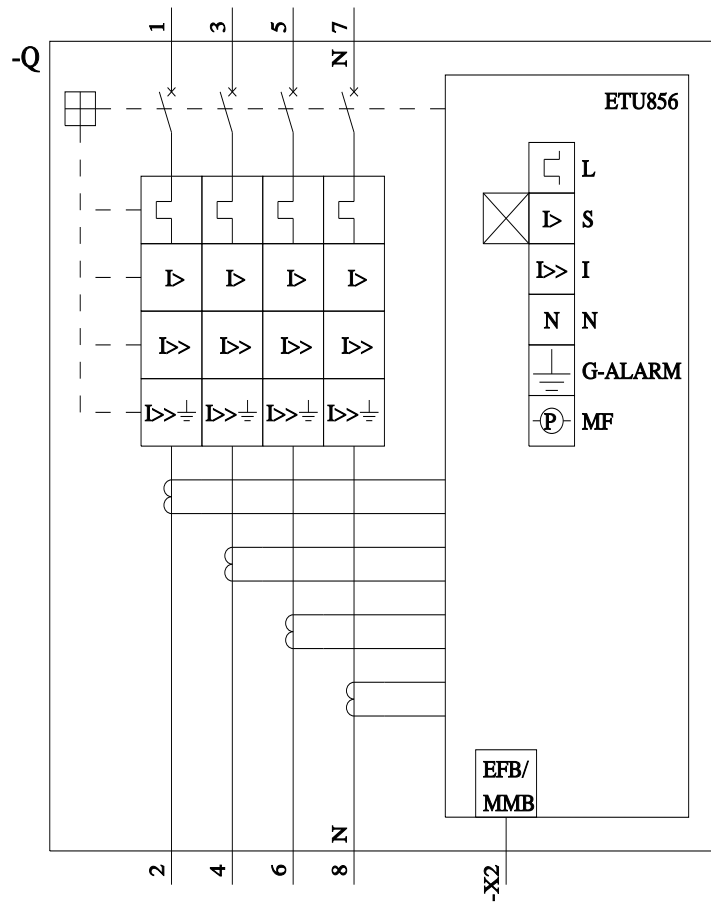 1 3 5 7
N
-Q
ETU856
L
I> S
I>> I
N N
G-ALARM
P MF
I> I> I> I>
I>> I>> I>> I>>
I>> I>> I>> I>>
EFB/
MMB
N
2 4 6 8
-X2